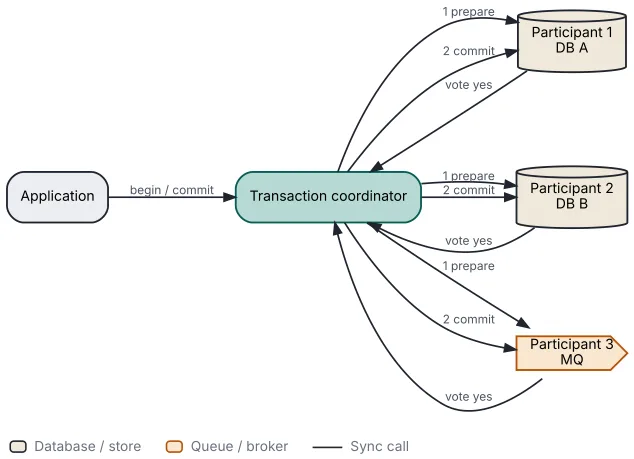 1 prepare
Participant 1
DB A
2 commit
vote yes
Application
begin / commit
Transaction coordinator
1 prepare
2 commit
Participant 2
DB B
vote yes
1 prepare
2 commit
Participant 3
MQ
vote yes
Database / store
Queue / broker
Sync call